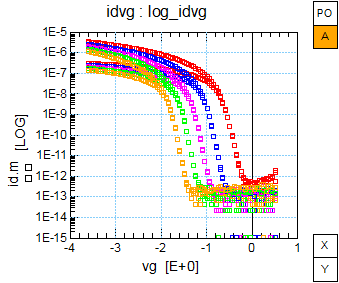 idvg : log_idvg
PO
A
1E-5
1E-6
1E-7
1E-8
1E-9
1E-10
1E-11
1E-12
1E-13
1E-14
1E-15
id.m [LOG]
-4
-3
-2
-1
0
1
vg [E+0]
X
Y